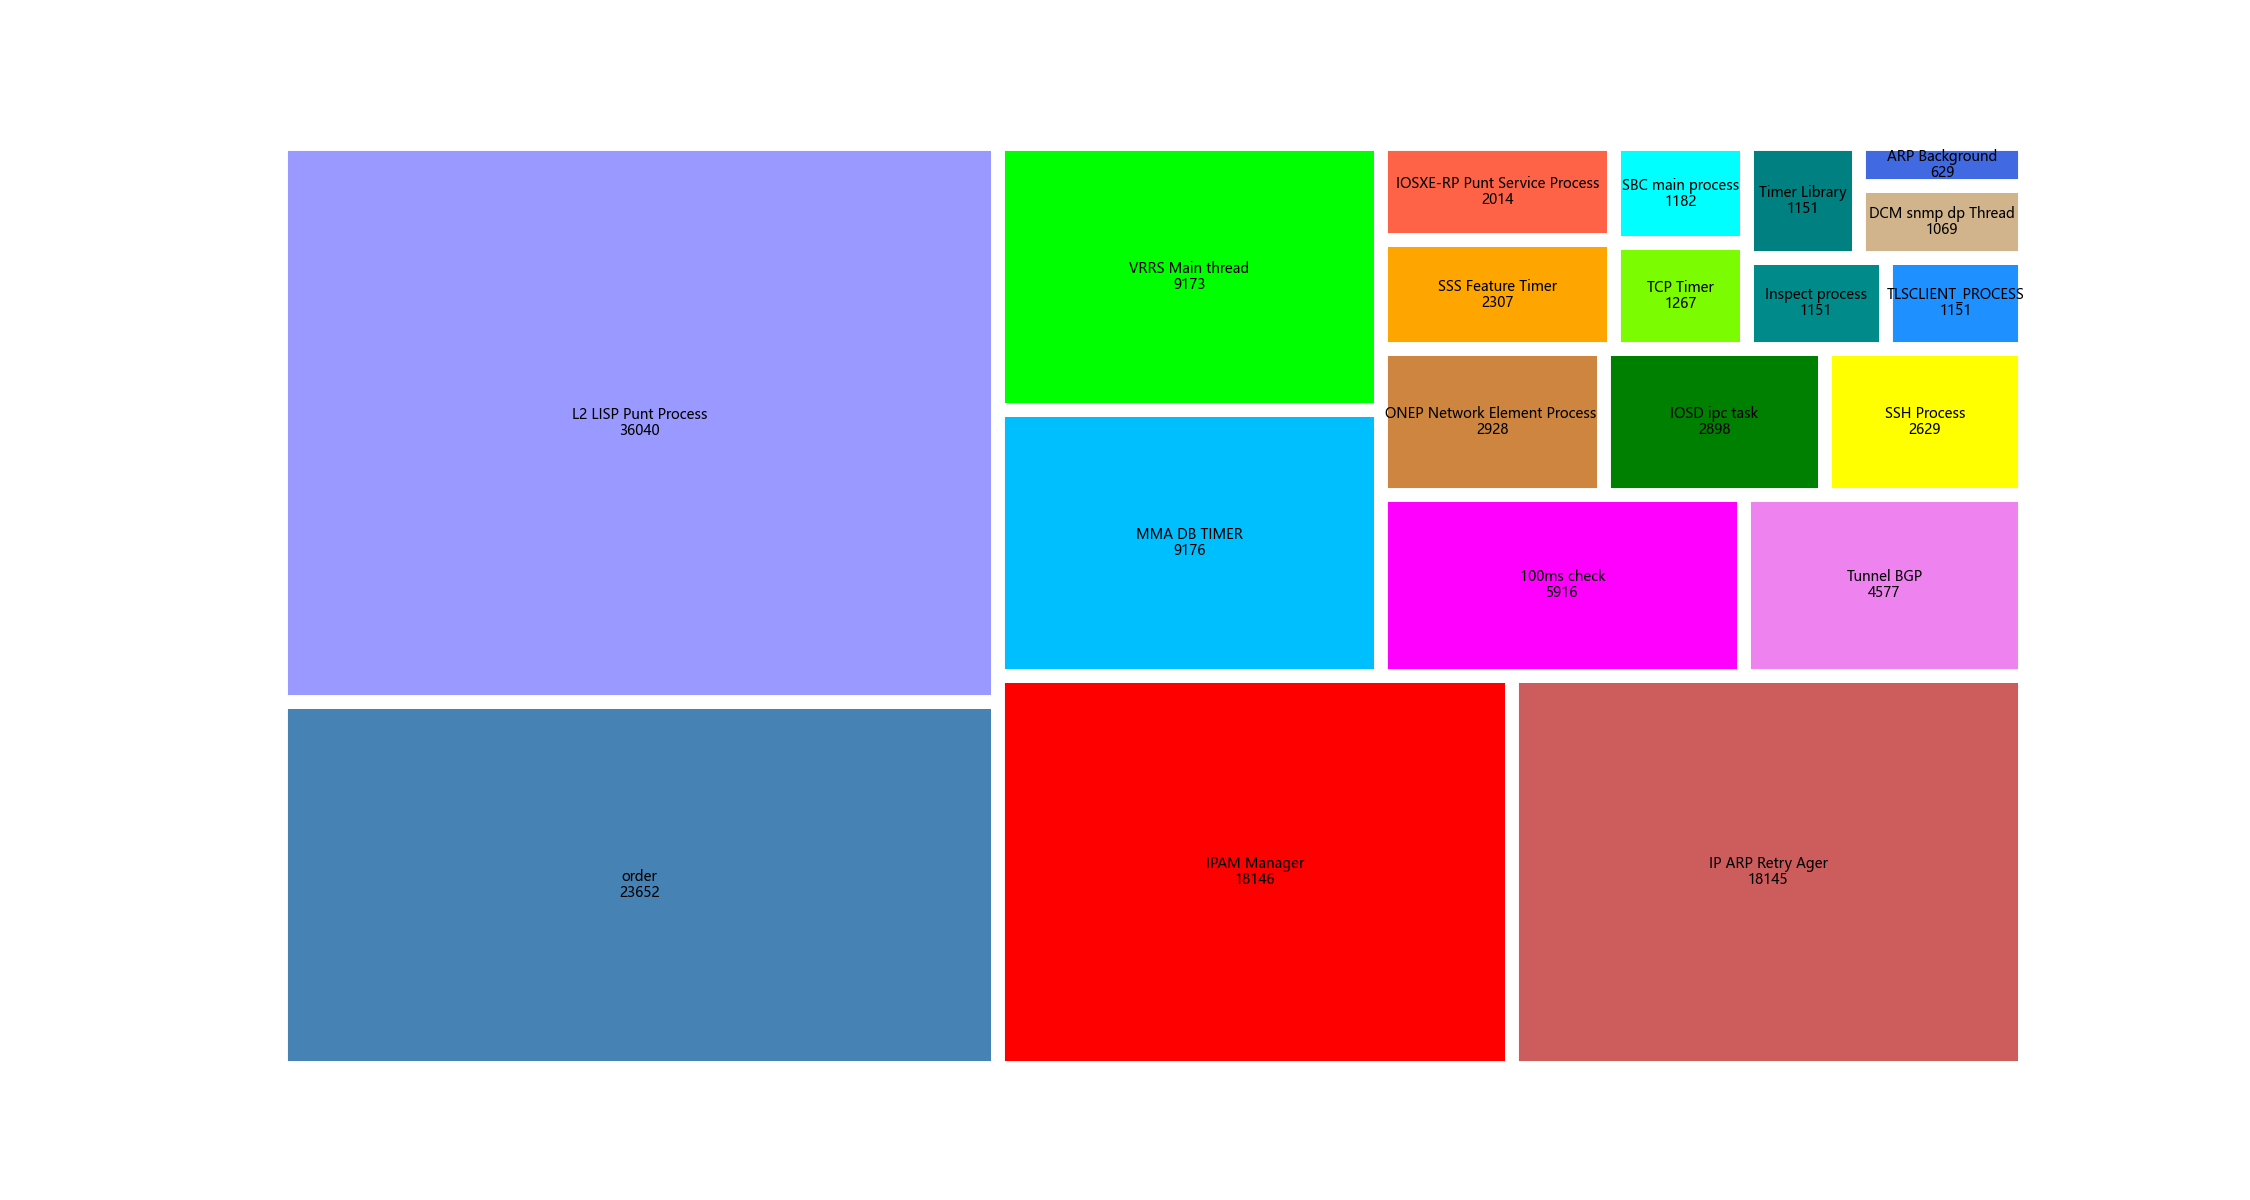 L2 LISP Punt Process
36040
order
23652
VRRS Main thread
9173
MMA DB TIMER
9176
IPAM Manager
18146
IP ARP Retry Ager
18145
100ms check
5916
Tunnel BGP
4577
ONEP Network Element Process
2928
IOSD ipc task
2898
SSH Process
2629
IOSXE-RP Punt Service Process
2014
SSS Feature Timer
2307
SBC main process
1182
TCP Timer
1267
Timer Library
1151
Inspect process
1151
TLSCLIENT_PROCESS
1151
ARP Background
629
DCM snmp dp Thread
1069